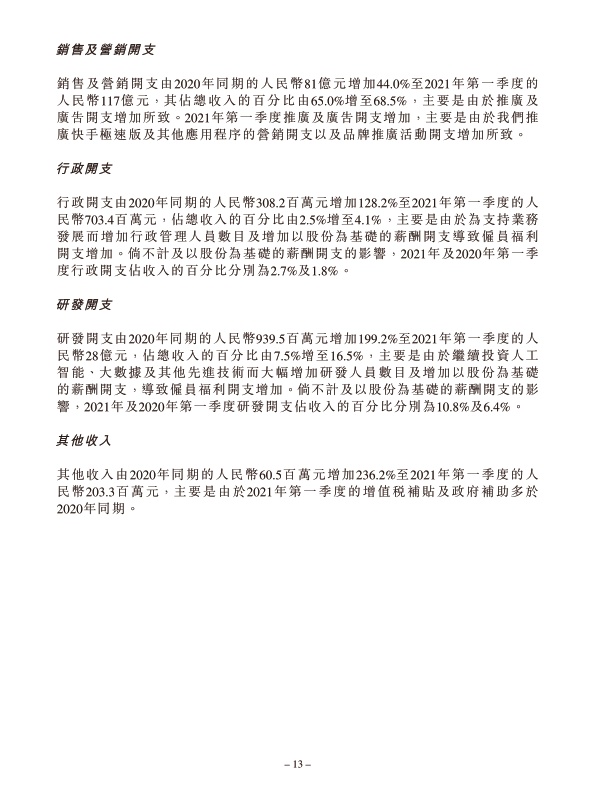 銷售及營銷開支
銷售及營銷開支由2020年同期的人民幣81億元增加44.0%至2021年第一季度的
人民幣117億元，其佔總收入的百分比由65.0%增至68.5%，主要是由於推廣及
廣告開支增加所致。2021年第一季度推廣及廣告開支增加，主要是由於我們推
廣快手極速版及其他應用程序的營銷開支以及品牌推廣活動開支增加所致。
行政開支
行政開支由2020年同期的人民幣308.2百萬元增加128.2%至2021年第一季度的人
民幣703.4百萬元，佔總收入的百分比由2.5%增至4.1%，主要是由於為支持業務
發展而增加行政管理人員數目及增加以股份為基礎的薪酬開支導致僱員福利
開支增加。倘不計及以股份為基礎的薪酬開支的影響，2021年及2020年第一季
度行政開支佔收入的百分比分別為2.7%及1.8%。
研發開支
研發開支由2020年同期的人民幣939.5百萬元增加199.2%至2021年第一季度的人
民幣28億元，佔總收入的百分比由7.5%增至16.5%，主要是由於繼續投資人工
智能、大數據及其他先進技術而大幅增加研發人員數目及增加以股份為基礎
的薪酬開支，導致僱員福利開支增加。倘不計及以股份為基礎的薪酬開支的影
響，2021年及2020年第一季度研發開支佔收入的百分比分別為10.8%及6.4%。
其他收入
其他收入由2020年同期的人民幣60.5百萬元增加236.2%至2021年第一季度的人
民幣203.3百萬元，主要是由於2021年第一季度的增值稅補貼及政府補助多於
2020年同期。
– 13 –